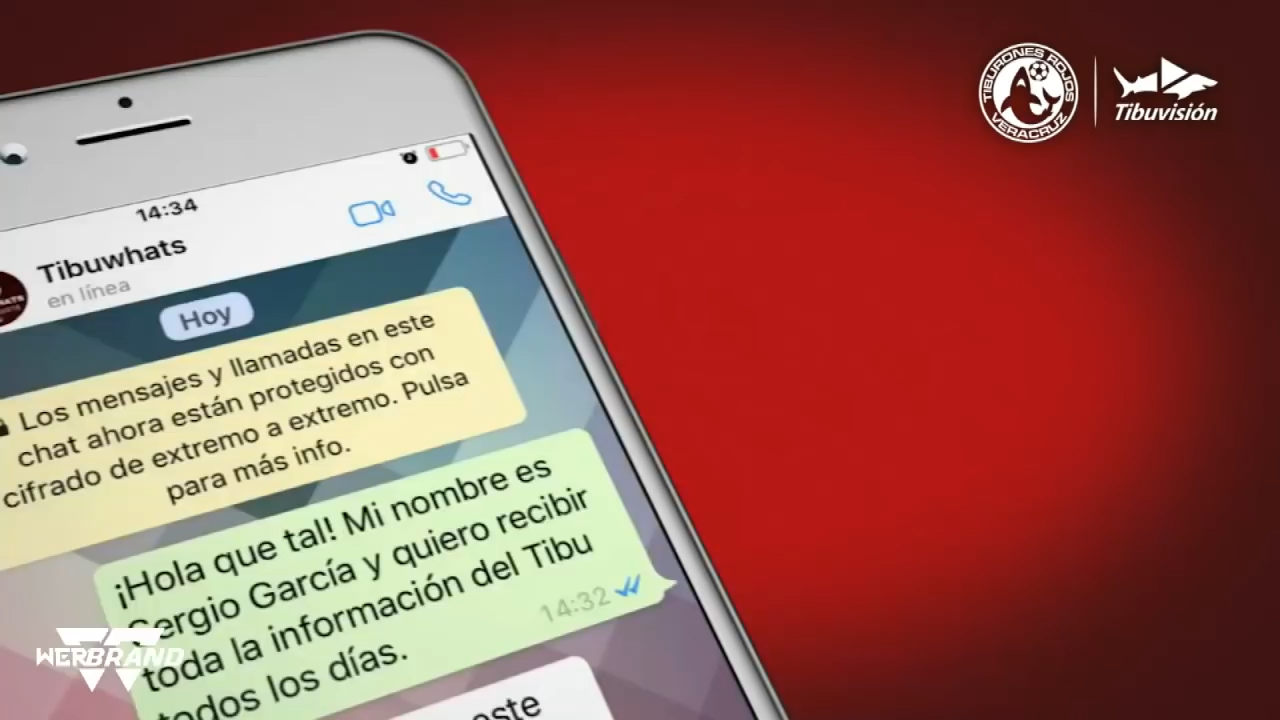 TIBURONES ROJOS
VERACRUZ
Tibuvisión
14:34
Tibuwhats
en línea
Hoy
Los mensajes y llamadas en este
chat ahora están protegidos con
cifrado de extremo a extremo. Pulsa
para más info.
¡Hola que tal! Mi nombre es
Sergio García y quiero recibir
toda la información del Tibu
todos los días.
14:32
este
WERBRAND